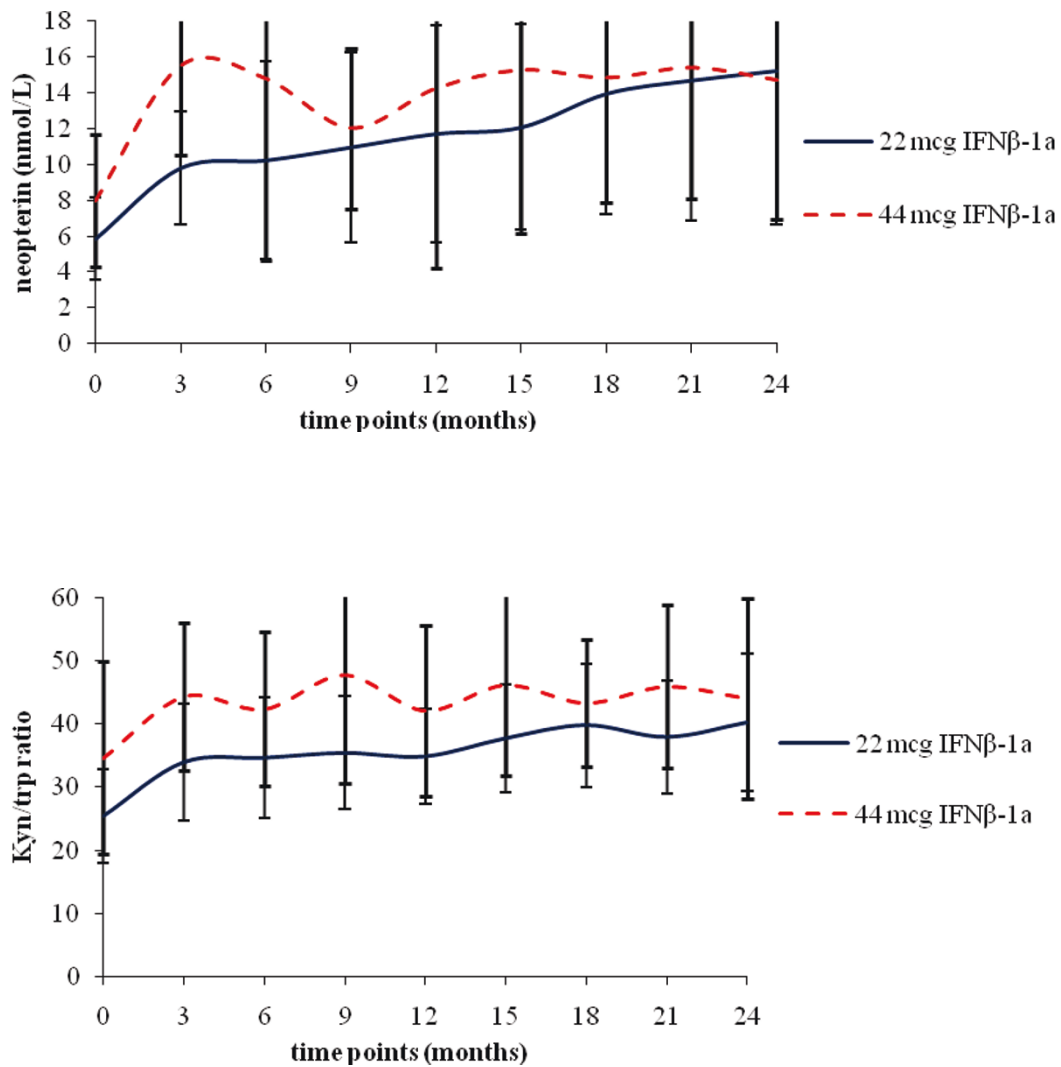 neopterin (nmol/L)
18
16
14
12
10
8
6
4
2
0
0 3 6 9 12 15 18 21 24
time points (months)
22 mcg IFNβ-1a
44 mcg IFNβ-1a
Kyn/trp ratio
60
50
40
30
20
10
0
0 3 6 9 12 15 18 21 24
time points (months)
22 mcg IFNβ-1a
44 mcg IFNβ-1a